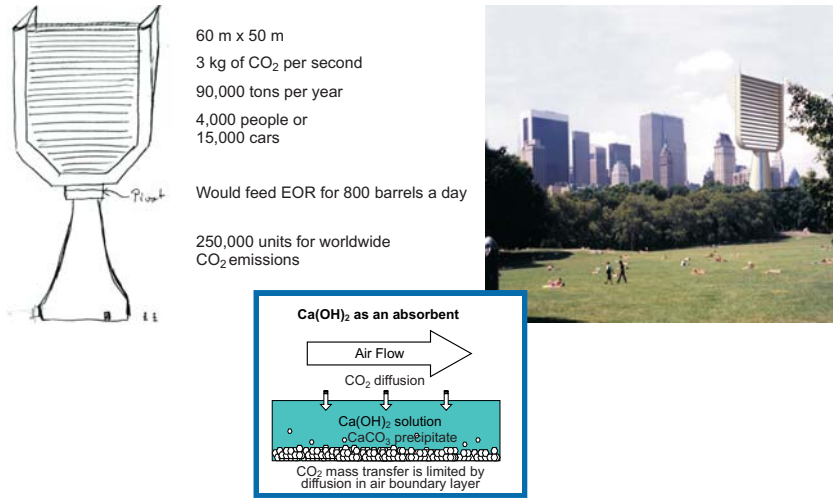 60 m x 50 m
3 kg of CO₂ per second
90,000 tons per year
4,000 people or
15,000 cars
Pivot
Would feed EOR for 800 barrels a day
250,000 units for worldwide
CO₂ emissions
Ca(OH)₂ as an absorbent
Air Flow
CO₂ diffusion
Ca(OH)₂ solution
CaCO₃ precipitate
CO₂ mass transfer is limited by
diffusion in air boundary layer